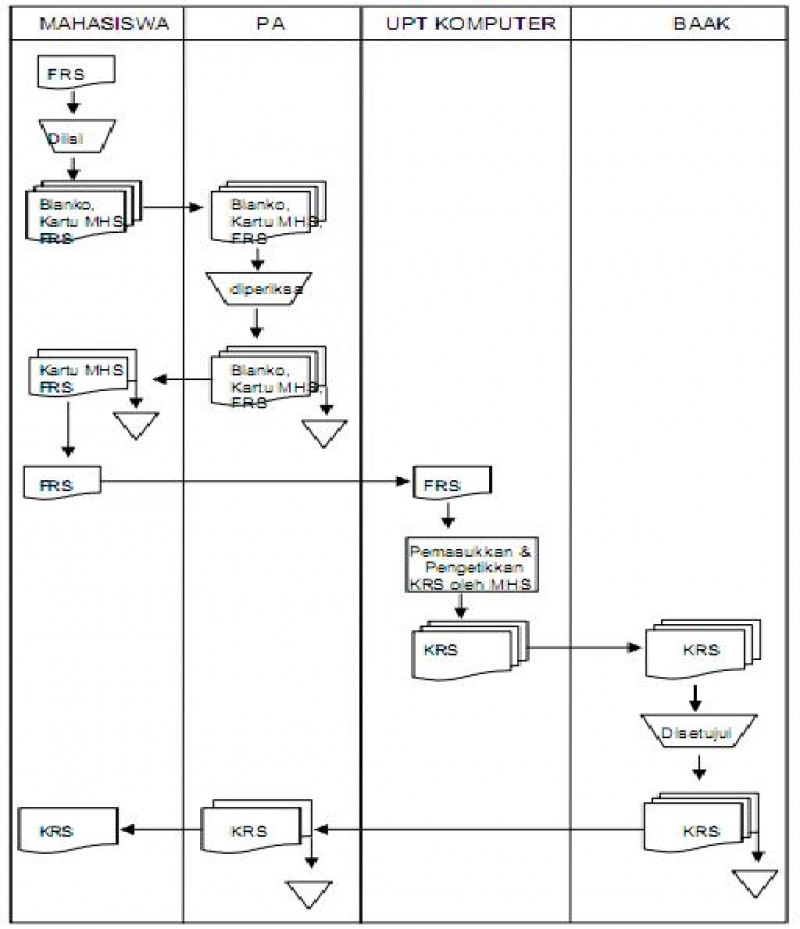 MAHASISWA PA UPT KOMPUTER BAAK
FRS
Diisi
Blanko,
Kartu MHS,
FRS
Blanko,
Kartu MHS,
FRS
diperiksa
Kartu MHS
FRS
Blanko,
Kartu MHS,
FRS
FRS
FRS
Pemasukkan &
Pengetikkan
KRS oleh MHS
KRS
KRS
Disetujui
KRS
KRS
KRS